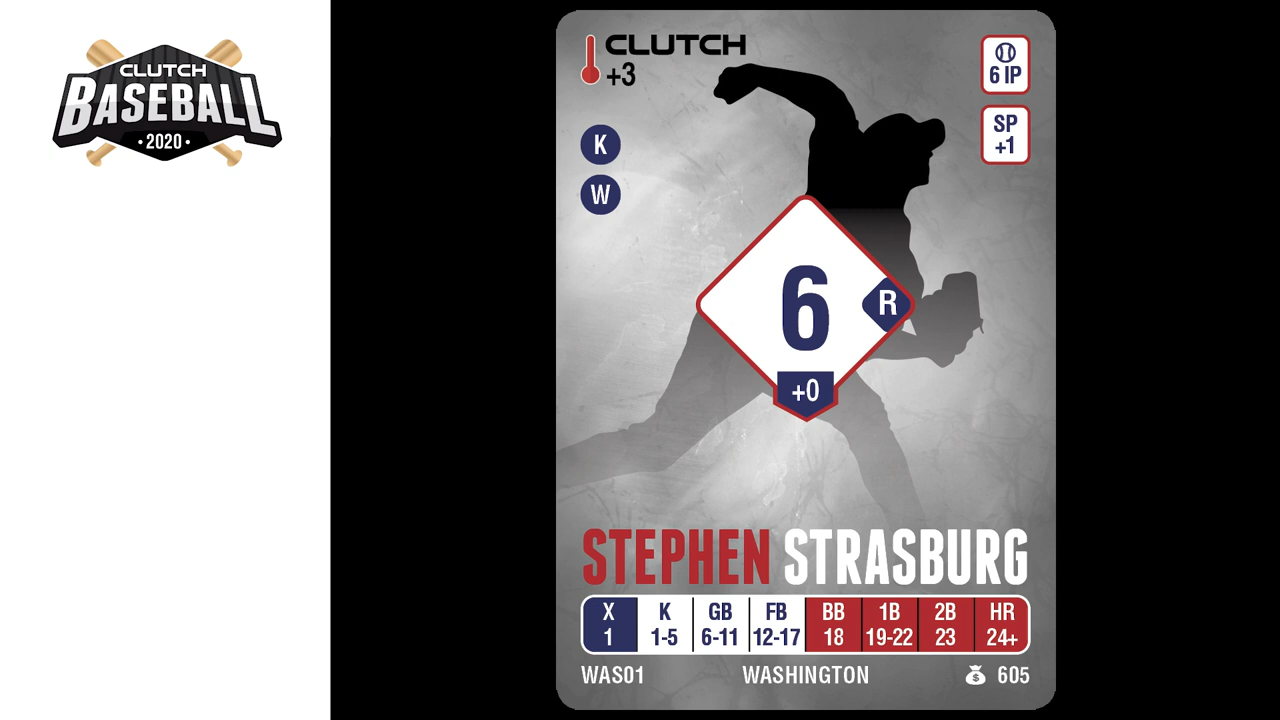 CLUTCH
BASEBALL
• 2020 •
CLUTCH
+3
6 IP
K
SP
+1
W
6
R
+0
STEPHEN STRASBURG
X K GB FB BB 1B 2B HR
1 1-5 6-11 12-17 18 19-22 23 24+
WAS01 WASHINGTON $ 605